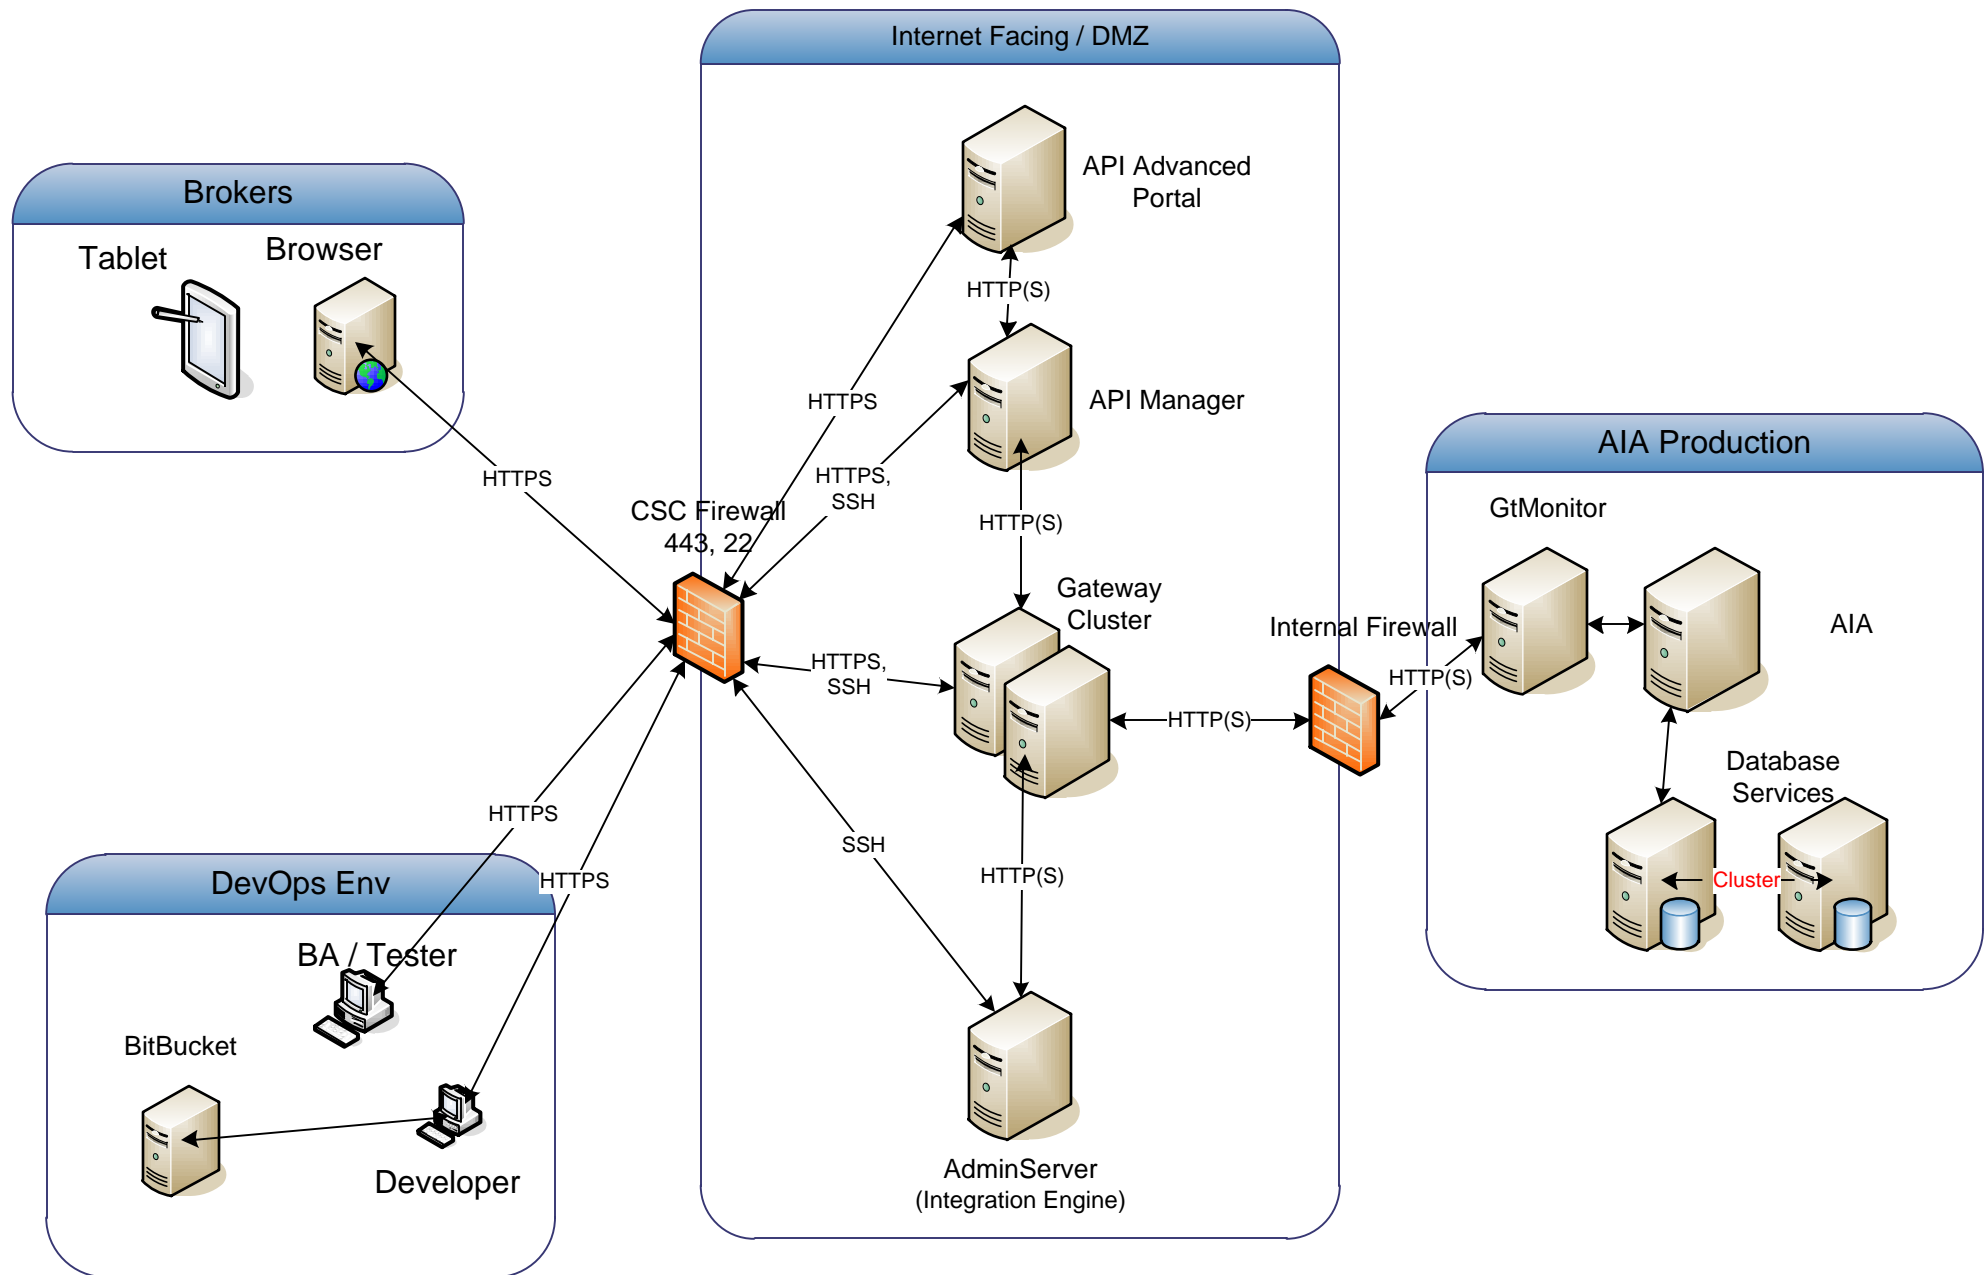 Internet Facing / DMZ
API Advanced
Portal
Brokers
Tablet
Browser
HTTP(S)
HTTPS
API Manager
HTTPS
HTTPS,
SSH
CSC Firewall
443, 22
HTTP(S)
AIA Production
GtMonitor
Gateway
Cluster
Internal Firewall
AIA
HTTPS,
SSH
HTTP(S)
HTTP(S)
Database
Services
HTTPS
SSH
HTTP(S)
Cluster
DevOps Env
HTTPS
BA / Tester
BitBucket
Developer
AdminServer
(Integration Engine)